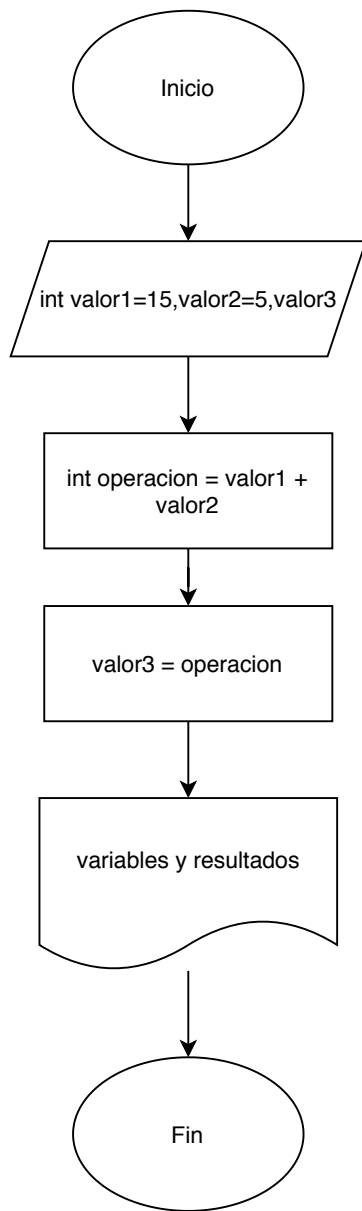 Inicio
int valor1=15,valor2=5,valor3
int operacion = valor1 +
valor2
valor3 = operacion
variables y resultados
Fin